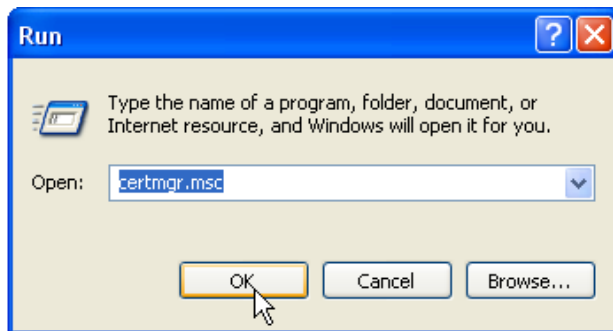 Run
Type the name of a program, folder, document, or
Internet resource, and Windows will open it for you.
Open: certmgr.msc
OK Cancel Browse...